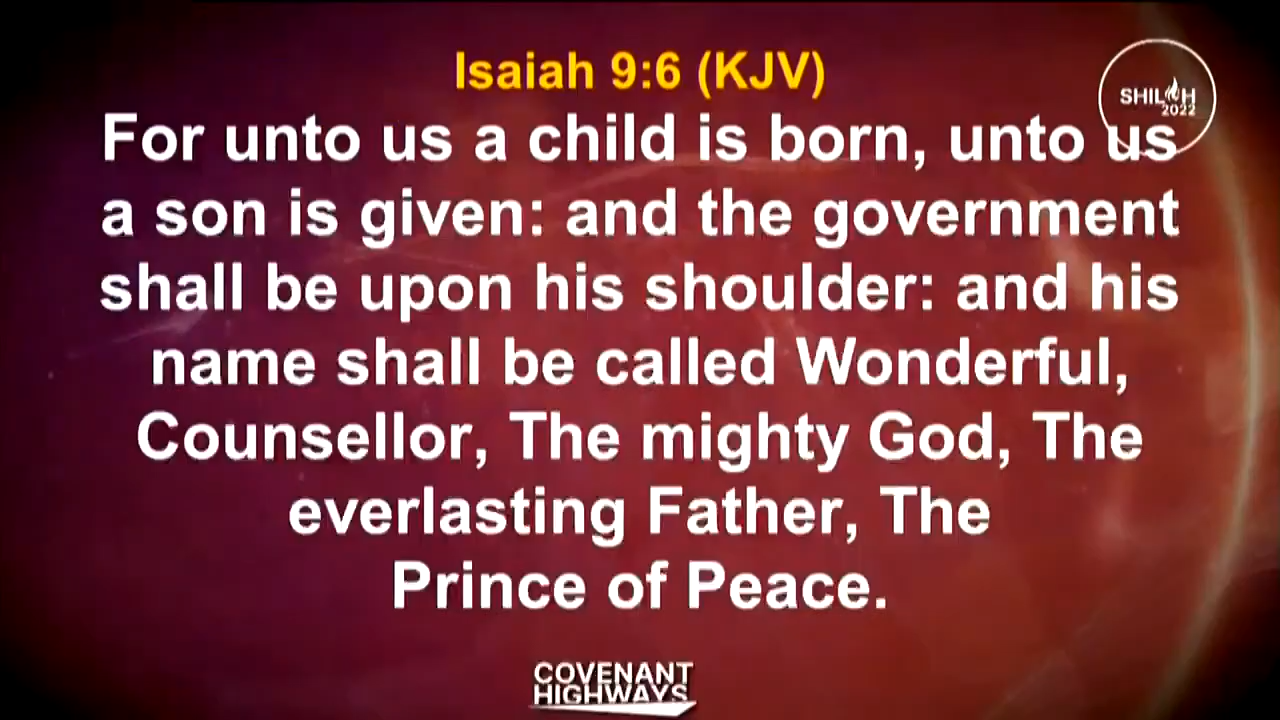 Isaiah 9:6 (KJV)
SHILOH
2022
For unto us a child is born, unto us
a son is given: and the government
shall be upon his shoulder: and his
name shall be called Wonderful,
Counsellor, The mighty God, The
everlasting Father, The
Prince of Peace.
COVENANT
HIGHWAYS